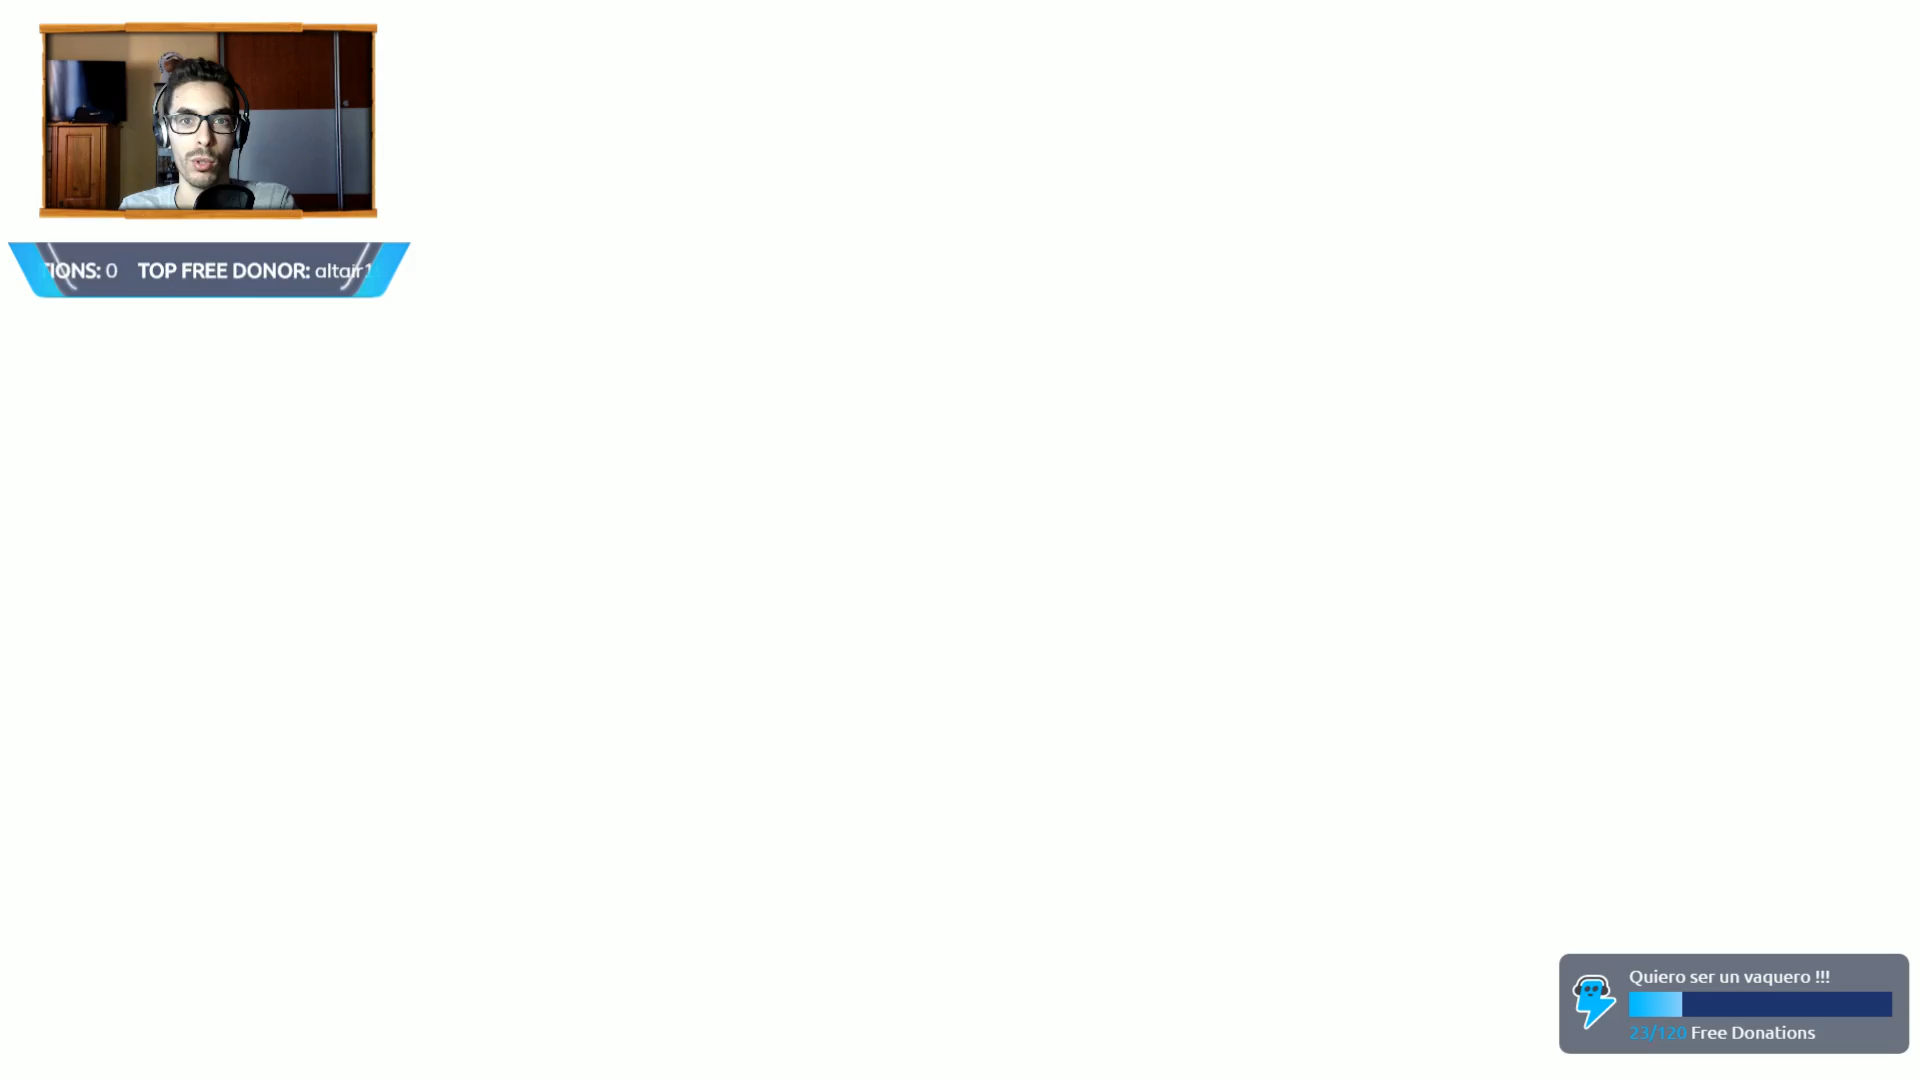 TIONS: 0 TOP FREE DONOR: altair1
Quiero ser un vaquero !!!
23/120 Free Donations